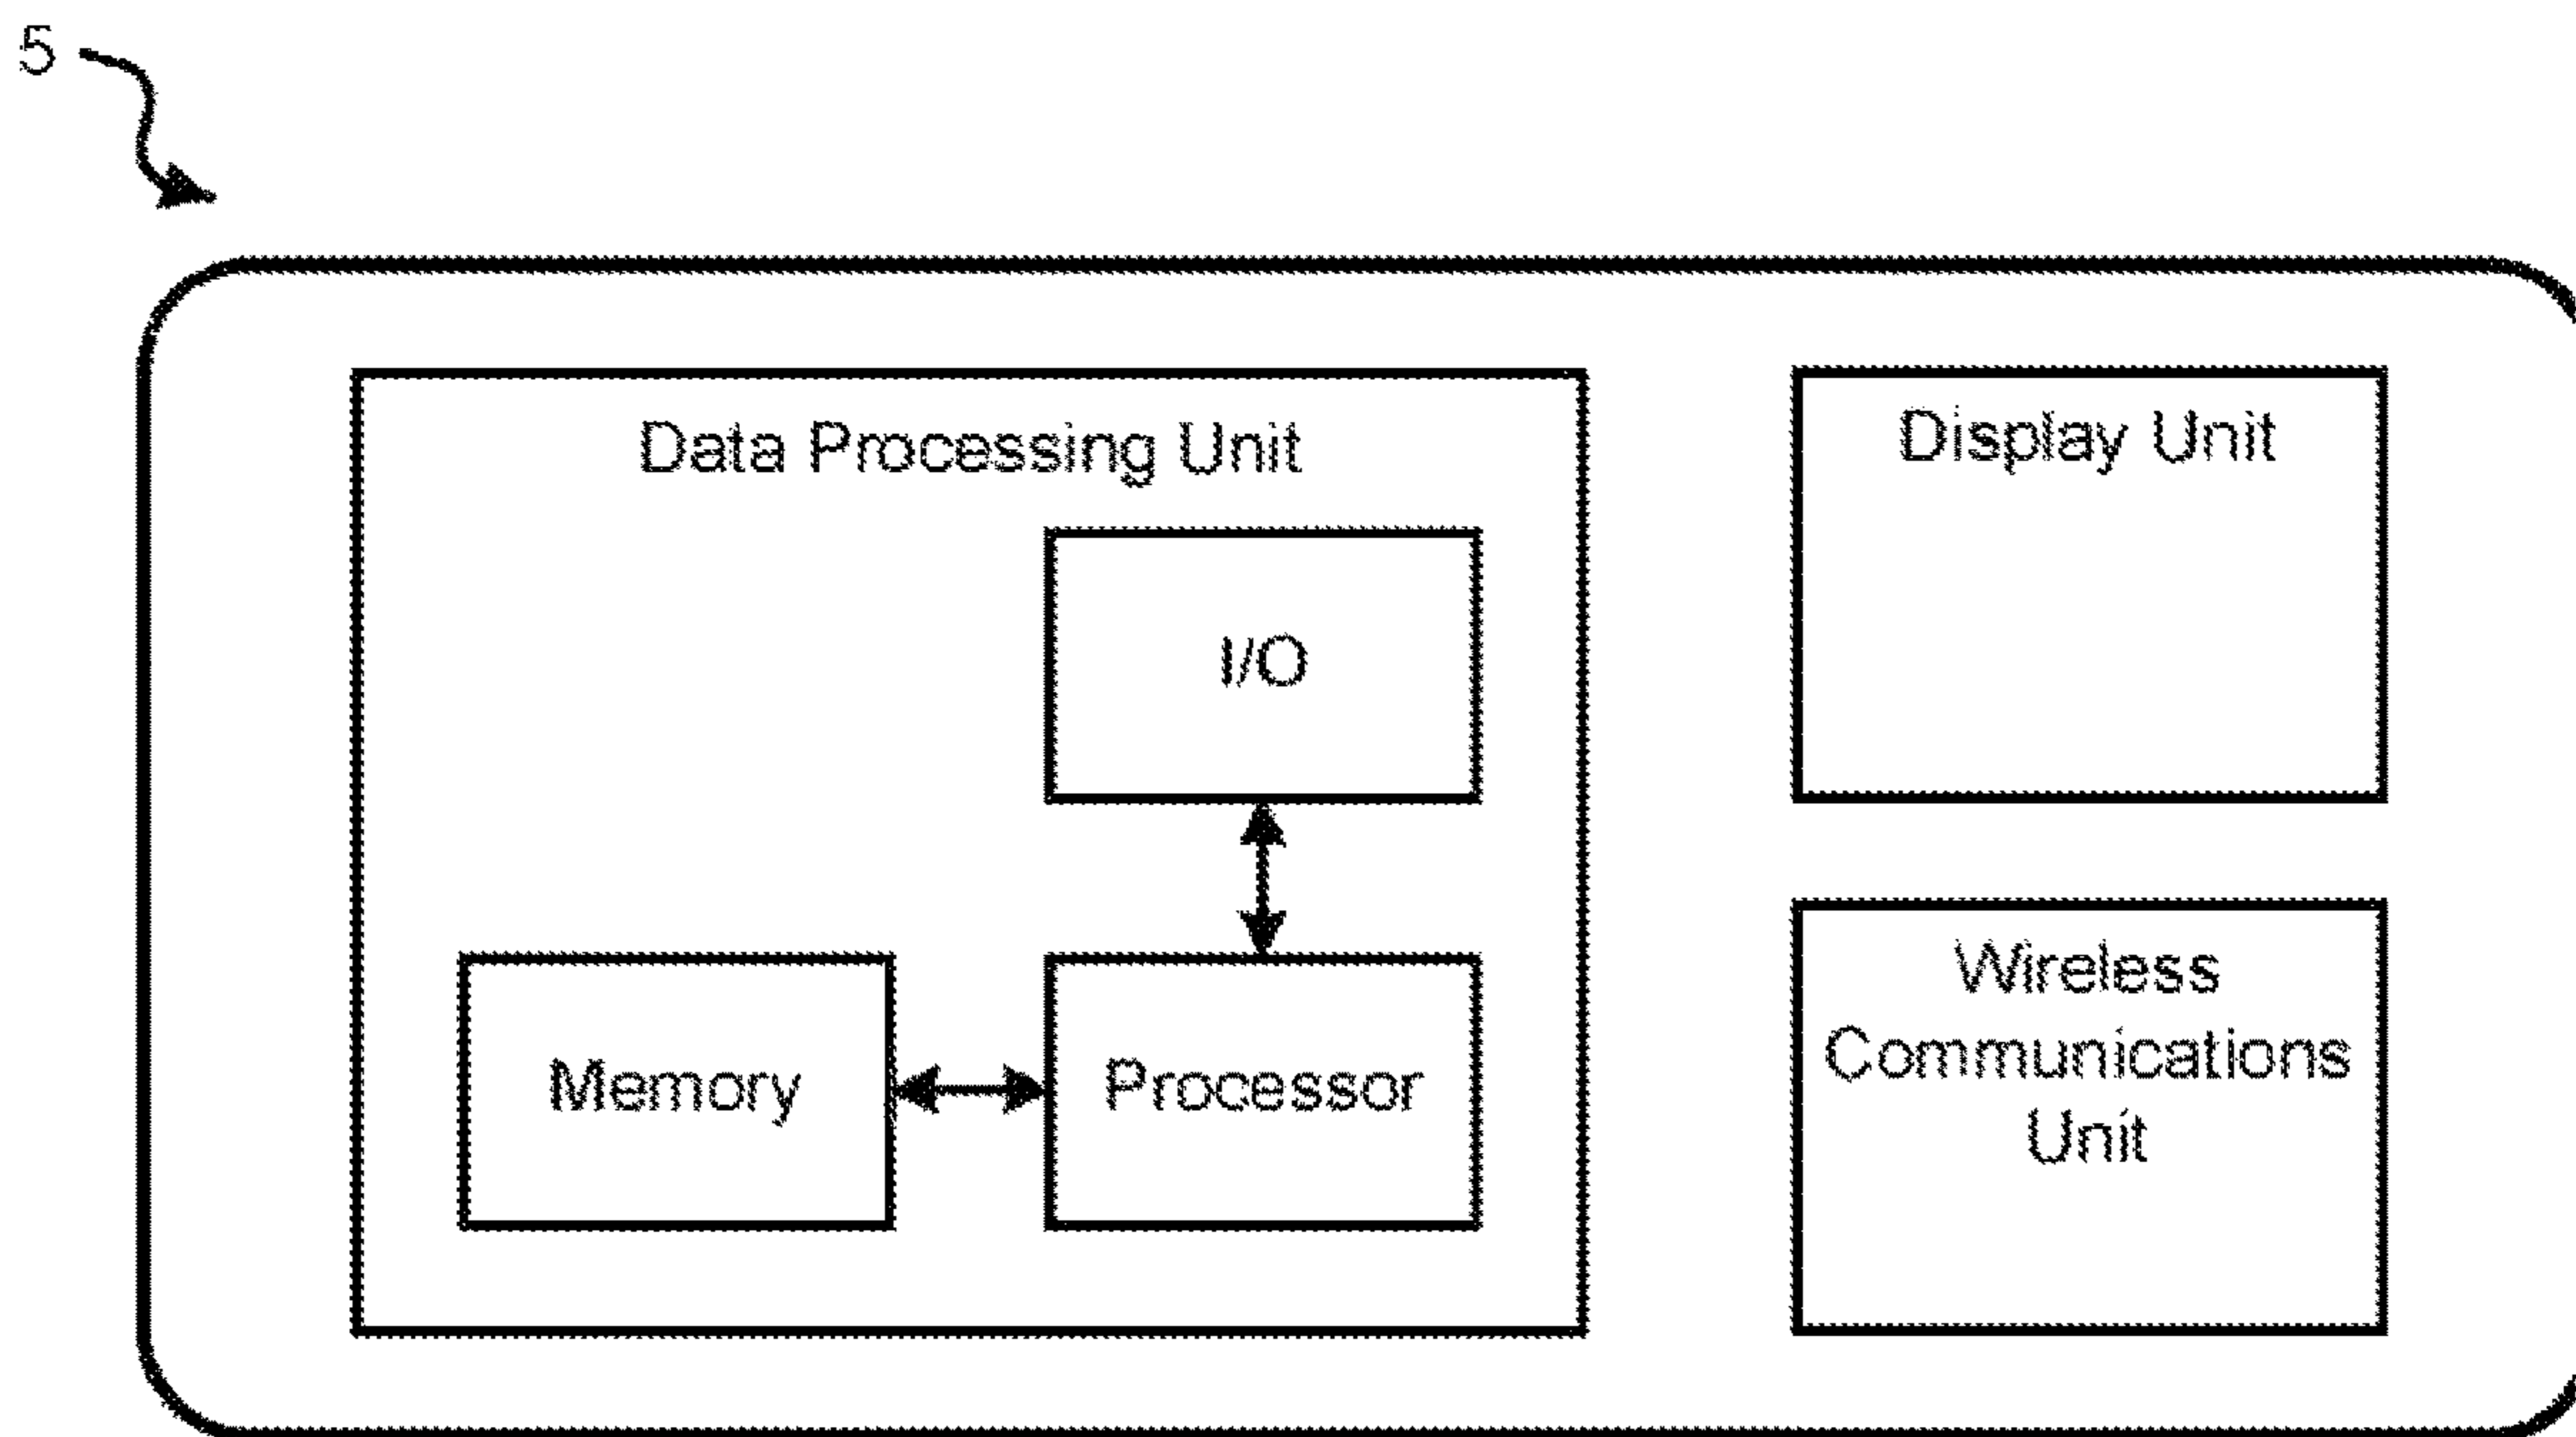 5
Data Processing Unit
I/O
Memory
Processor
Display Unit
Wireless
Communications
Unit